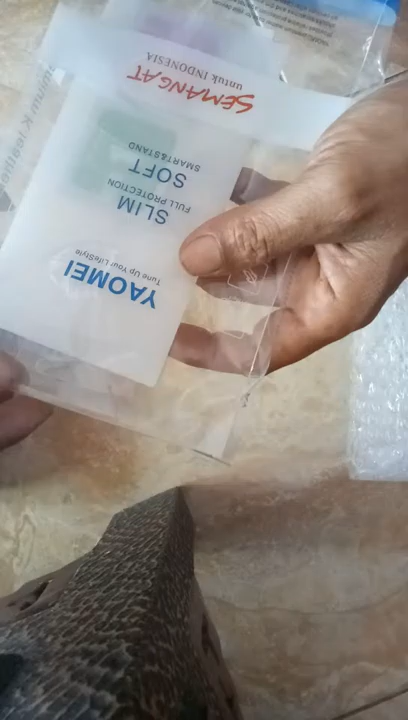 YAOMEI
Tune Up Your LifeStyle
SLIM
FULL PROTECTION
SOFT
SMART&STAND
SEMANGAT
untuk INDONESIA